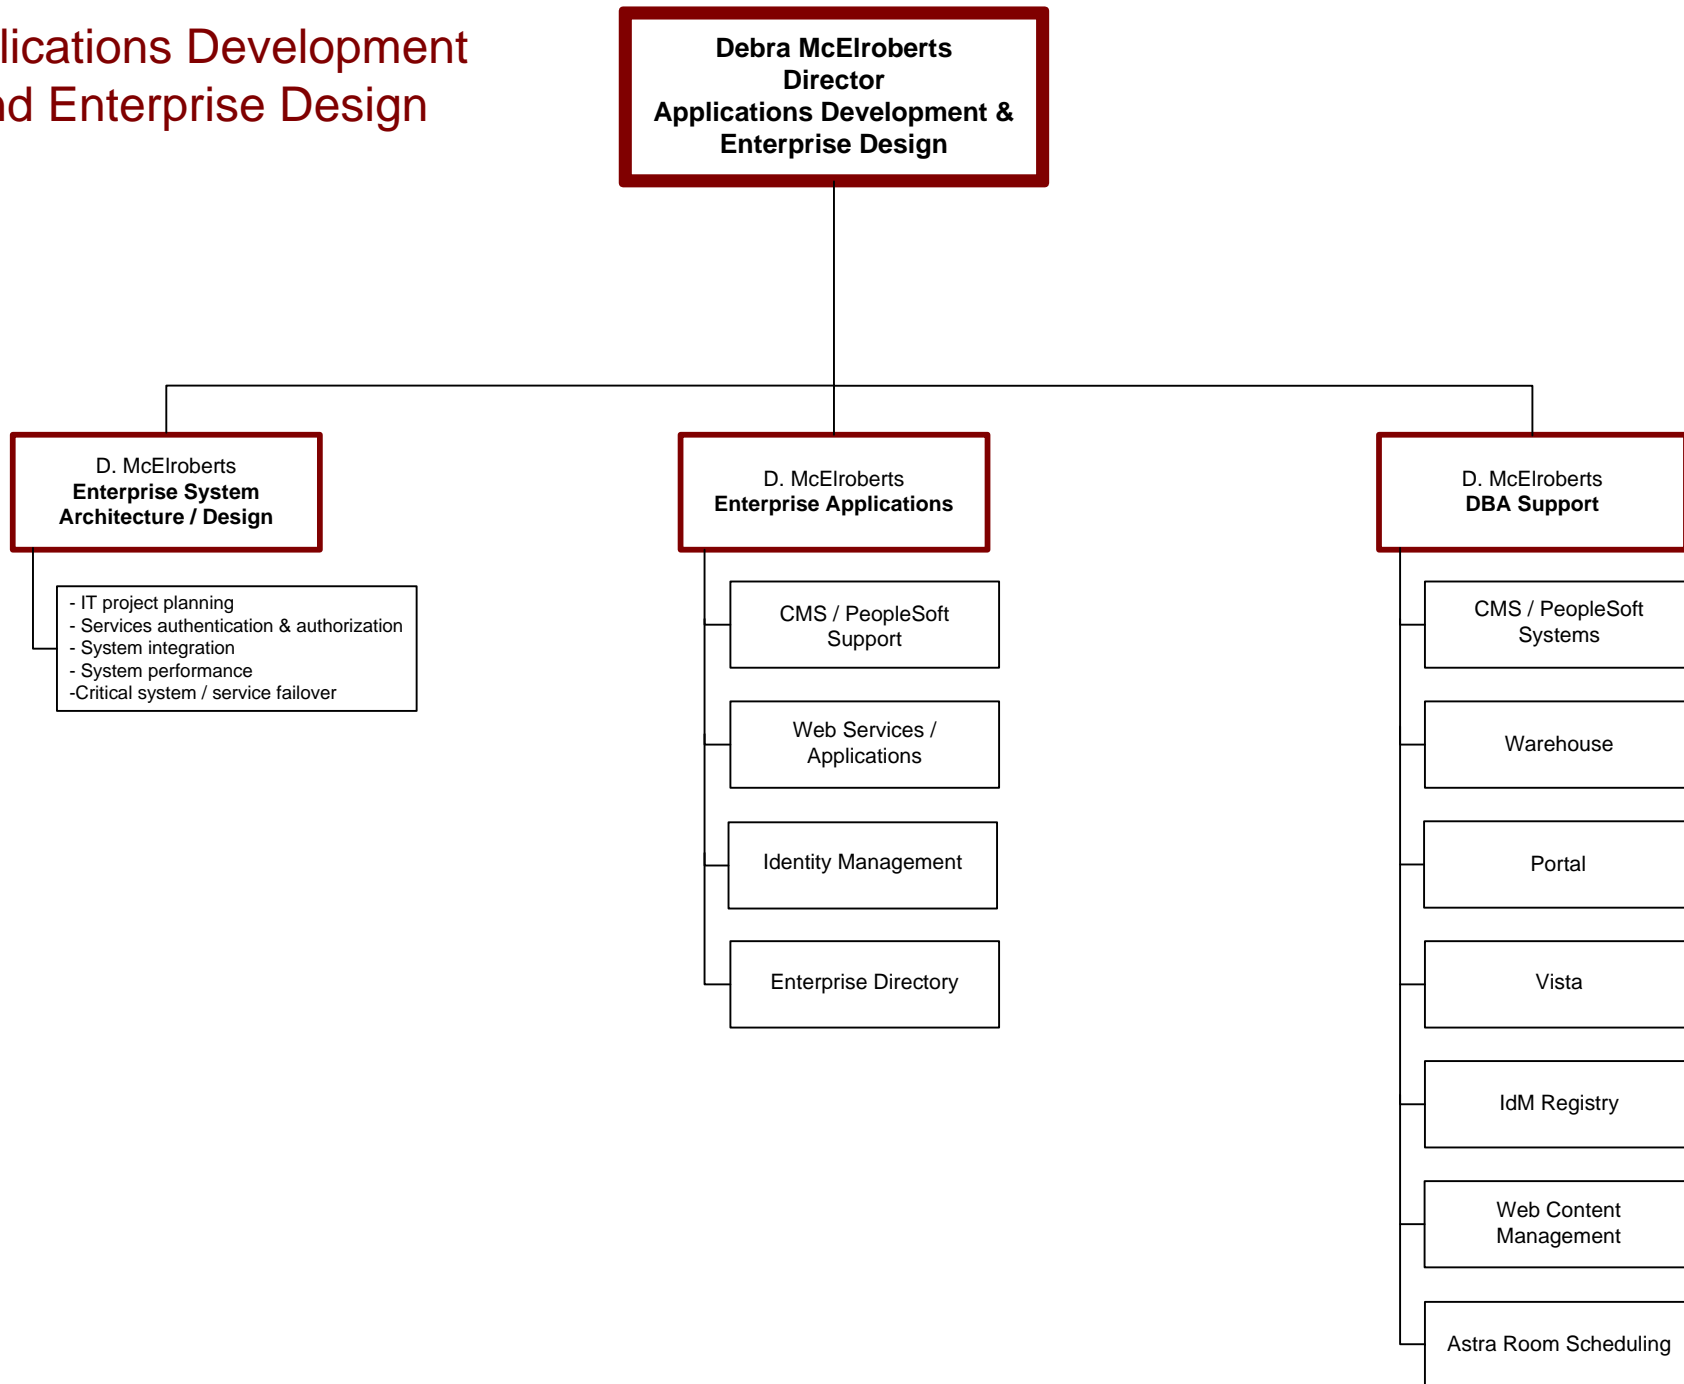 lications Development
nd Enterprise Design
Debra McElroberts
Director
Applications Development &
Enterprise Design
D. McElroberts
Enterprise System
Architecture / Design
- IT project planning
- Services authentication & authorization
- System integration
- System performance
-Critical system / service failover
D. McElroberts
Enterprise Applications
CMS / PeopleSoft
Support
Web Services /
Applications
Identity Management
Enterprise Directory
D. McElroberts
DBA Support
CMS / PeopleSoft
Systems
Warehouse
Portal
Vista
IdM Registry
Web Content
Management
Astra Room Scheduling